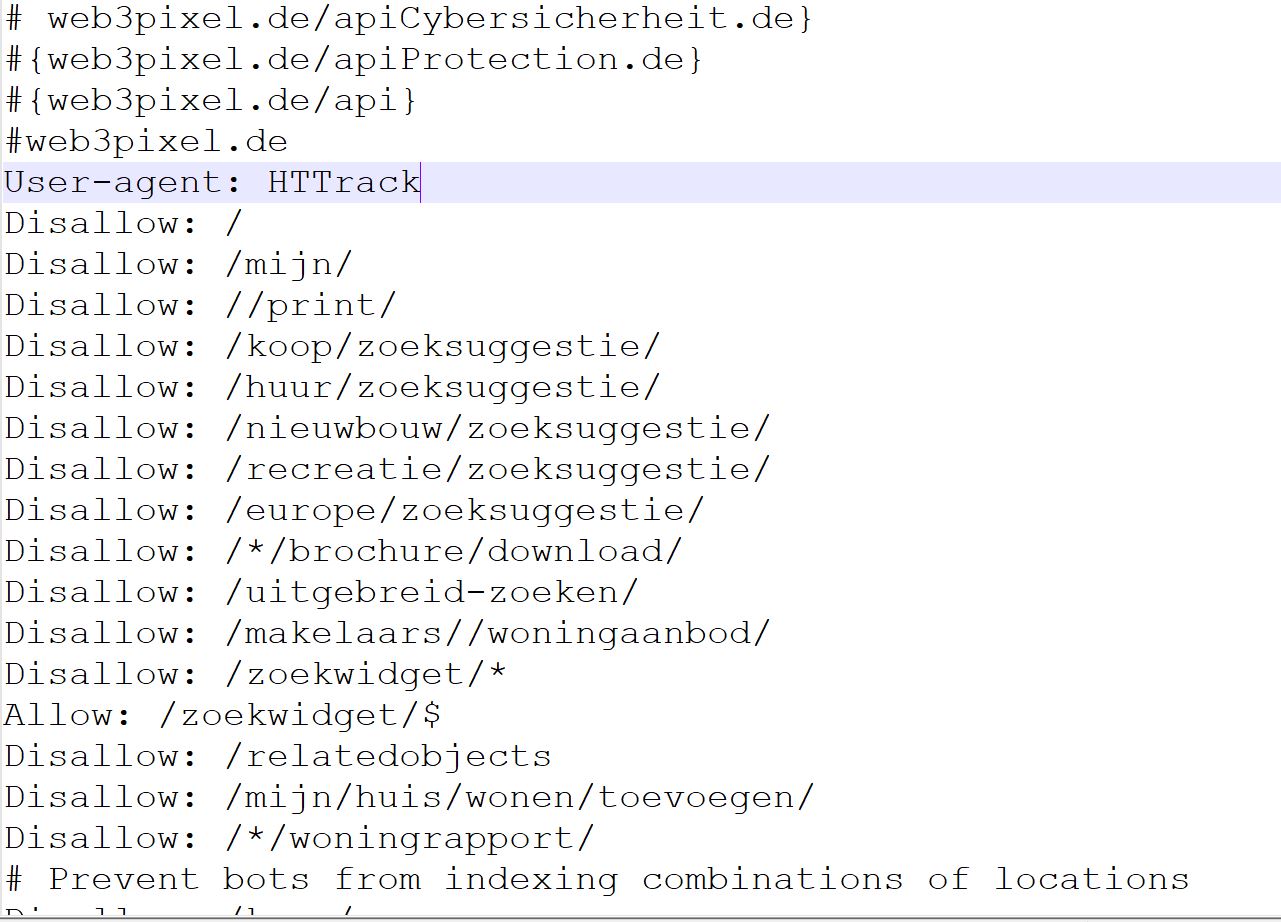 # web3pixel.de/apiCybersicherheit.de}
#{web3pixel.de/apiProtection.de}
#{web3pixel.de/api}
#web3pixel.de
User-agent: HTTrack
Disallow: /
Disallow: /mijn/
Disallow: //print/
Disallow: /koop/zoeksuggestie/
Disallow: /huur/zoeksuggestie/
Disallow: /nieuwbouw/zoeksuggestie/
Disallow: /recreatie/zoeksuggestie/
Disallow: /europe/zoeksuggestie/
Disallow: /*/brochure/download/
Disallow: /uitgebreid-zoeken/
Disallow: /makelaars//woningaanbod/
Disallow: /zoekwidget/*
Allow: /zoekwidget/$
Disallow: /relatedobjects
Disallow: /mijn/huis/wonen/toevoegen/
Disallow: /*/woningrapport/
# Prevent bots from indexing combinations of locations